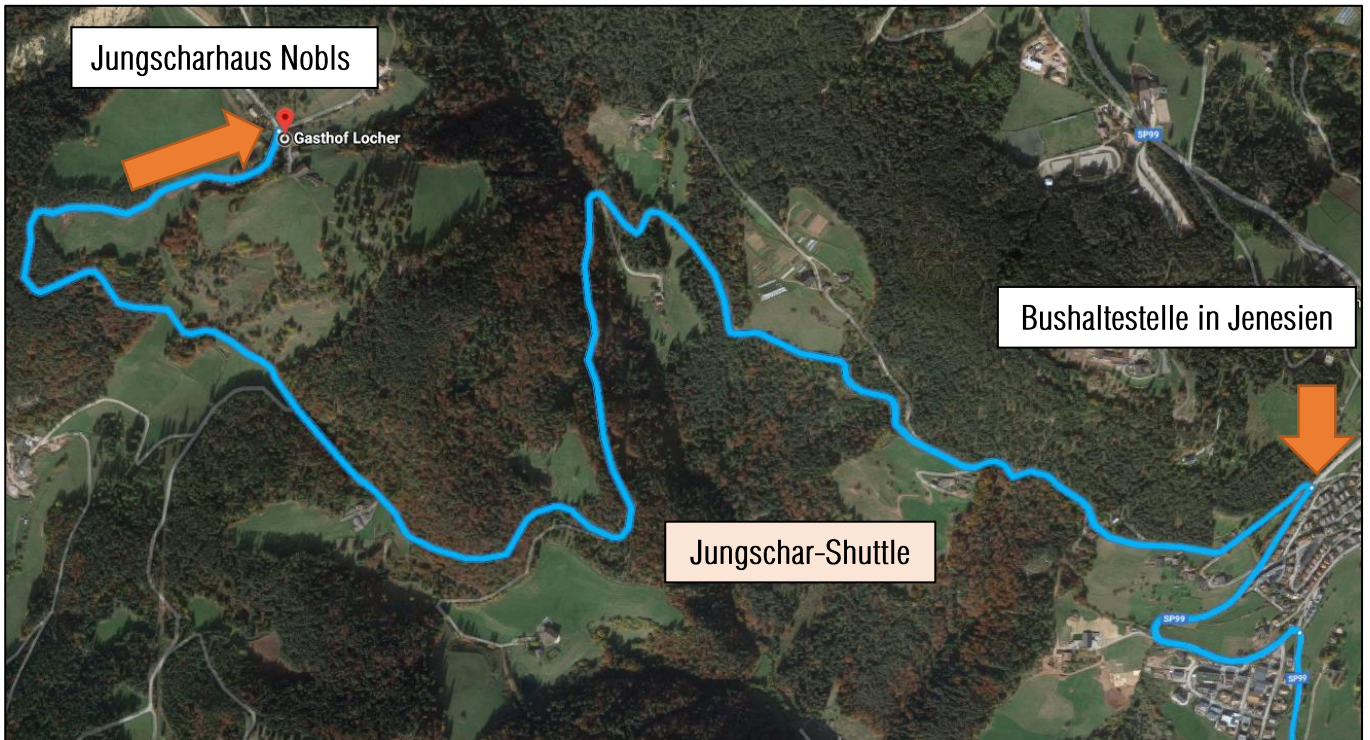 Jungscharhaus Nobls
Gasthof Locher
SP99
Bushaltestelle in Jenesien
Jungschar-Shuttle
SP99
SP99